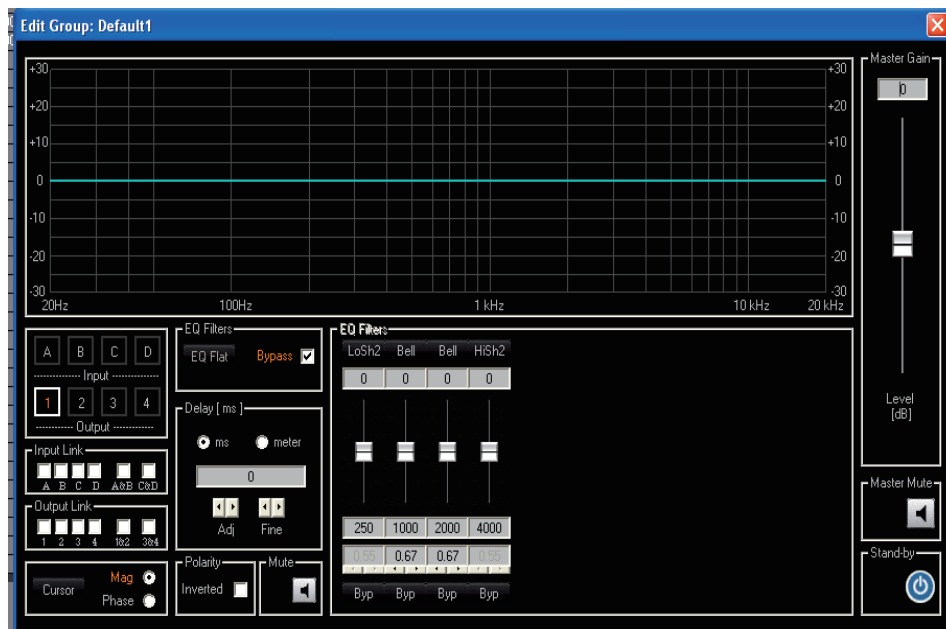 Edit Group: Default1
+30 +30
+20 +20
+10 +10
0 0
-10 -10
-20 -20
-30 -30
20Hz 100Hz 1 kHz 10 kHz 20 kHz
Master Gain
0
Level
[dB]
Master Mute
Stand-by
A B C D
Input
1 2 3 4
Output
Input Link
A B C D A&B C&D
Output Link
1 2 3 4 1&2 3&4
Cursor
Mag
Phase
EQ Filters
EQ Flat Bypass
Delay [ ms ]
ms meter
0
Adj Fine
Polarity
Inverted
Mute
EQ Filters
LoSh2 Bell Bell HiSh2
0 0 0 0
250 1000 2000 4000
0.55 0.67 0.67 0.55
Byp Byp Byp Byp